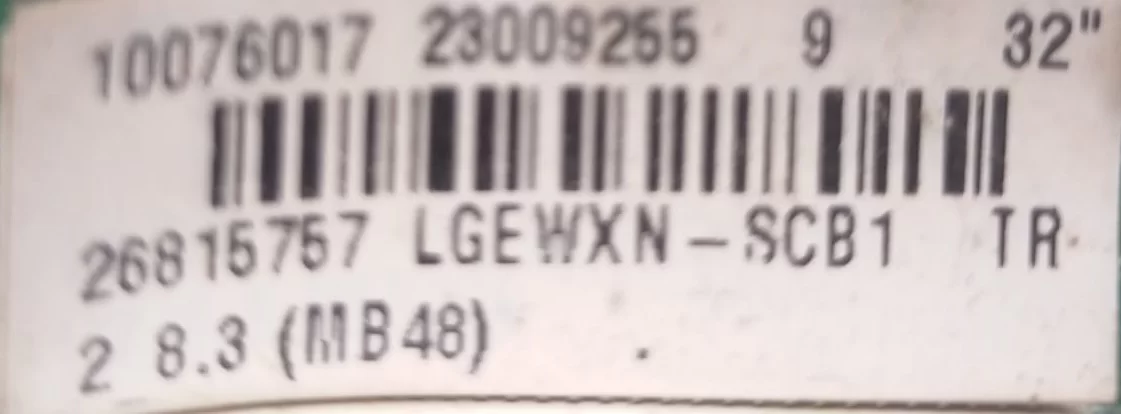 10076017 23009255 9 32"
26815757 LGEWXN-SCB1 TR
2 8.3 (MB48)